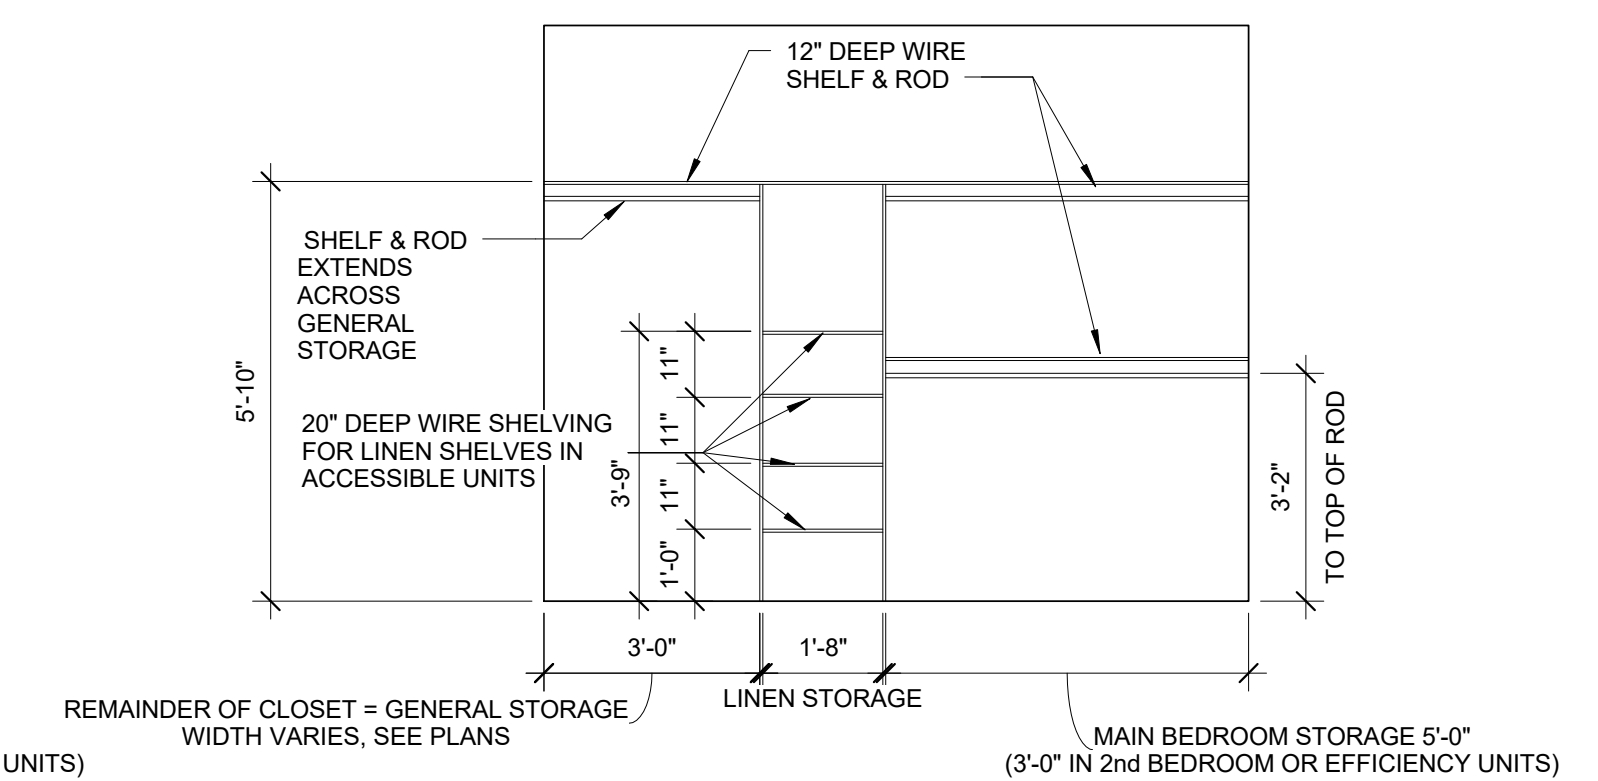 12" DEEP WIRE
SHELF & ROD
SHELF & ROD
EXTENDS
ACROSS
GENERAL
STORAGE
5'-10"
20" DEEP WIRE SHELVING
FOR LINEN SHELVES IN
ACCESSIBLE UNITS
3'-9"
11"
11"
11"
1'-0"
3'-2"
TO TOP OF ROD
3'-0"
1'-8"
LINEN STORAGE
REMAINDER OF CLOSET = GENERAL STORAGE
WIDTH VARIES, SEE PLANS
MAIN BEDROOM STORAGE 5'-0"
(3'-0" IN 2nd BEDROOM OR EFFICIENCY UNITS)
UNITS)